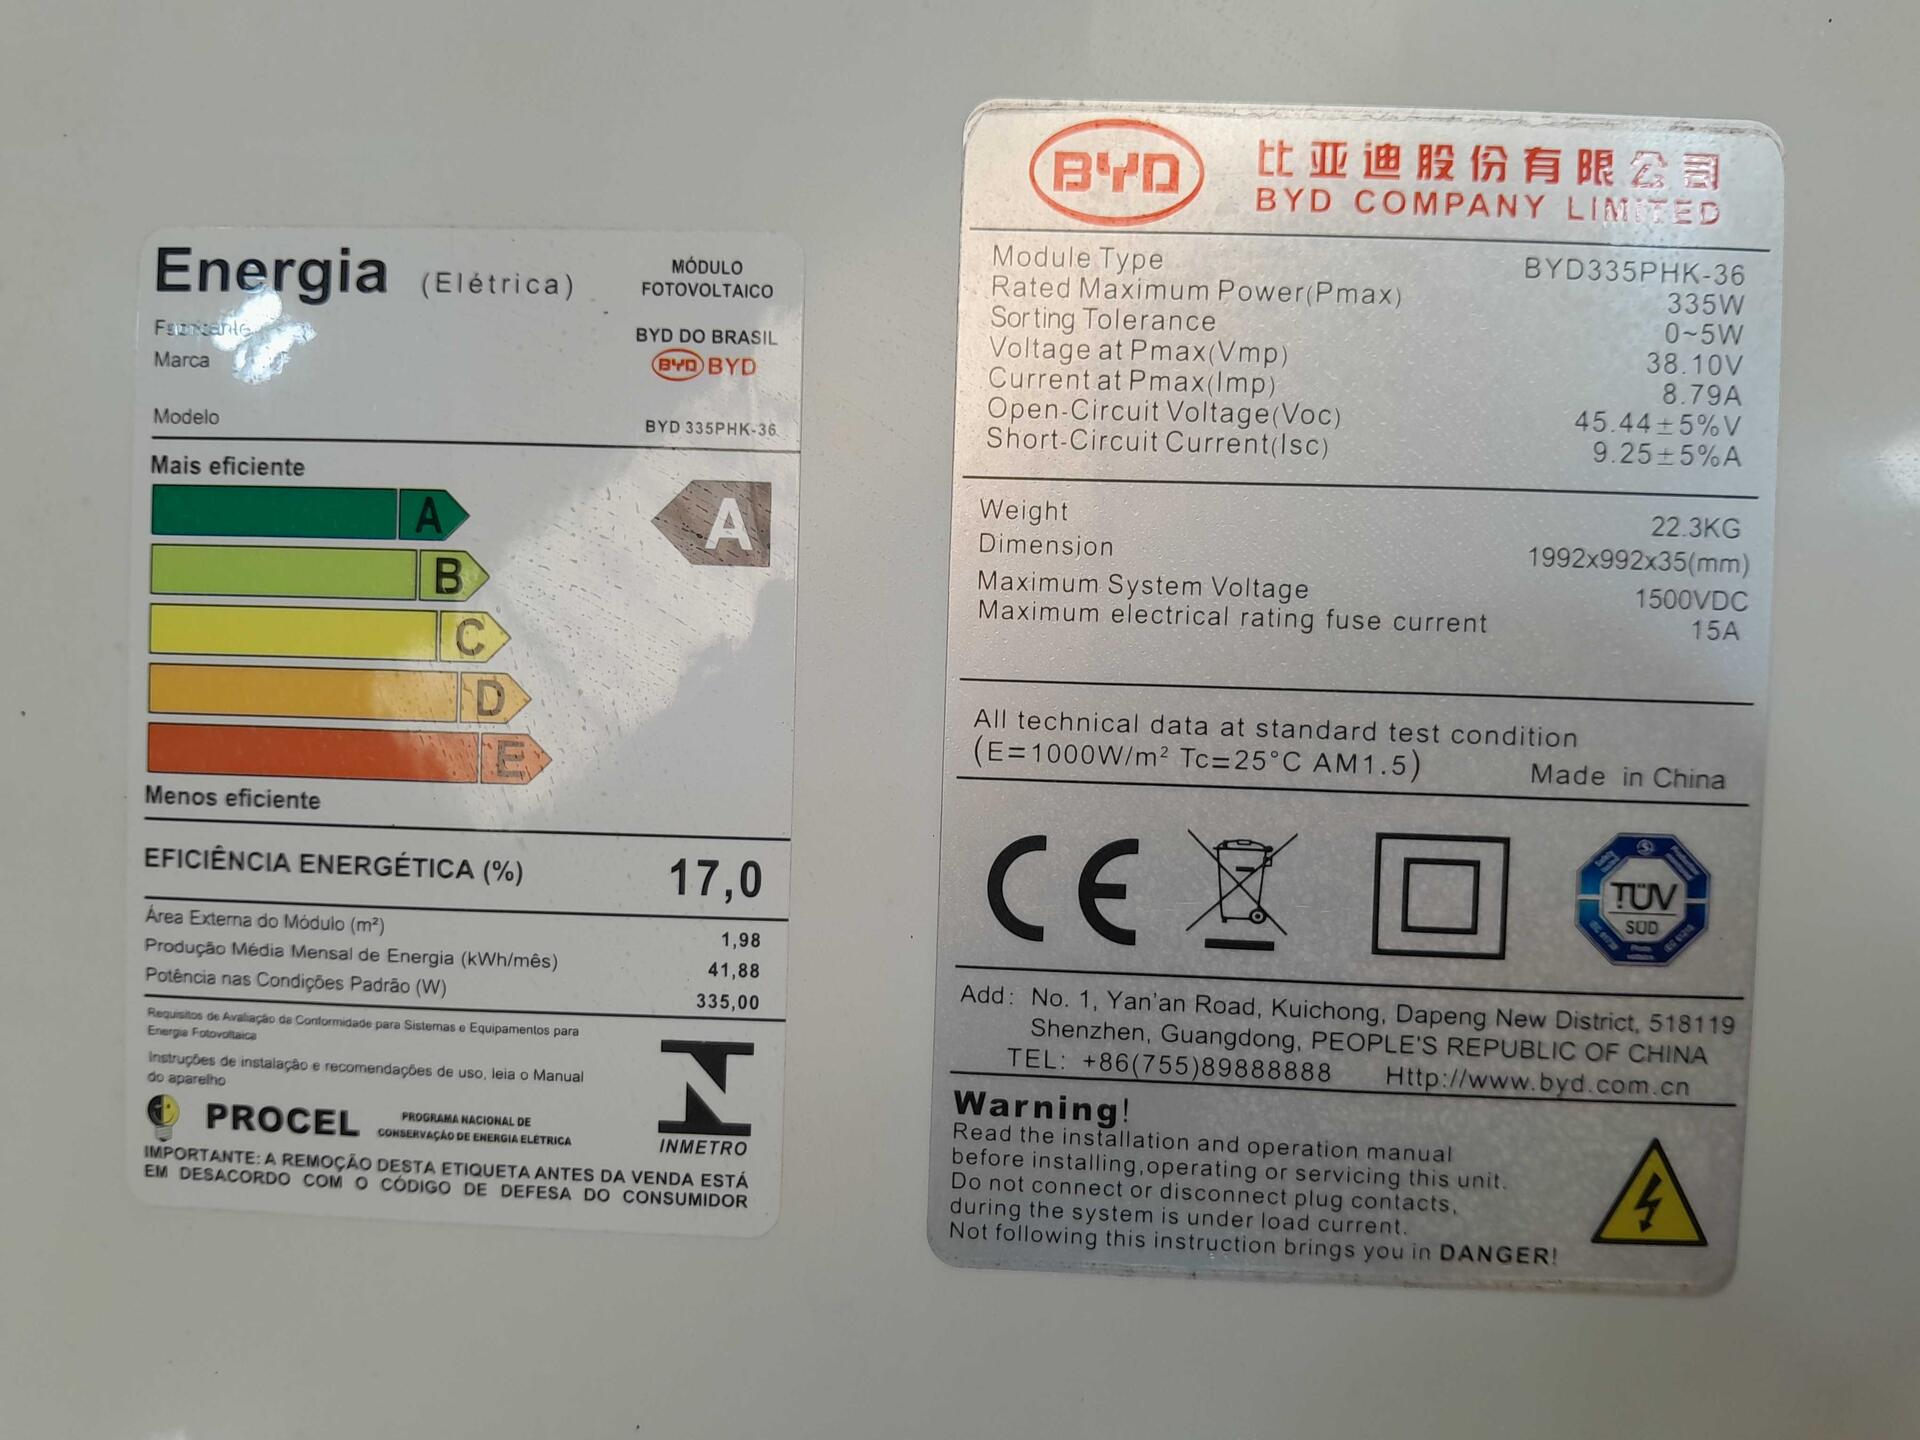 Energia (Elétrica)
MÓDULO
FOTOVOLTAICO
Fabricante
BYD DO BRASIL
Marca
BYD BYD
Modelo
BYD 335PHK-36
Mais eficiente
A
A
B
C
D
E
Menos eficiente
EFICIÊNCIA ENERGÉTICA (%) 17,0
Área Externa do Módulo (m²) 1,98
Produção Média Mensal de Energia (kWh/mês) 41,88
Potência nas Condições Padrão (W) 335,00
Requisitos de Avaliação da Conformidade para Sistemas e Equipamentos para
Energia Fotovoltaica
Instruções de instalação e recomendações de uso, leia o Manual
do aparelho
PROCEL
PROGRAMA NACIONAL DE
CONSERVAÇÃO DE ENERGIA ELÉTRICA
INMETRO
IMPORTANTE: A REMOÇÃO DESTA ETIQUETA ANTES DA VENDA ESTÁ
EM DESACORDO COM O CÓDIGO DE DEFESA DO CONSUMIDOR
BYD
比亚迪股份有限公司
BYD COMPANY LIMITED
Module Type BYD335PHK-36
Rated Maximum Power(Pmax) 335W
Sorting Tolerance 0~5W
Voltage at Pmax(Vmp) 38.10V
Current at Pmax(Imp) 8.79A
Open-Circuit Voltage(Voc) 45.44±5%V
Short-Circuit Current(Isc) 9.25±5%A
Weight 22.3KG
Dimension 1992x992x35(mm)
Maximum System Voltage 1500VDC
Maximum electrical rating fuse current 15A
All technical data at standard test condition
(E=1000W/m² Tc=25°C AM1.5) Made in China
CE
TÜV
SÜD
Add: No. 1, Yan'an Road, Kuichong, Dapeng New District, 518119
Shenzhen, Guangdong, PEOPLE'S REPUBLIC OF CHINA
TEL: +86(755)89888888 Http://www.byd.com.cn
Warning!
Read the installation and operation manual
before installing,operating or servicing this unit.
Do not connect or disconnect plug contacts,
during the system is under load current.
Not following this instruction brings you in DANGER!